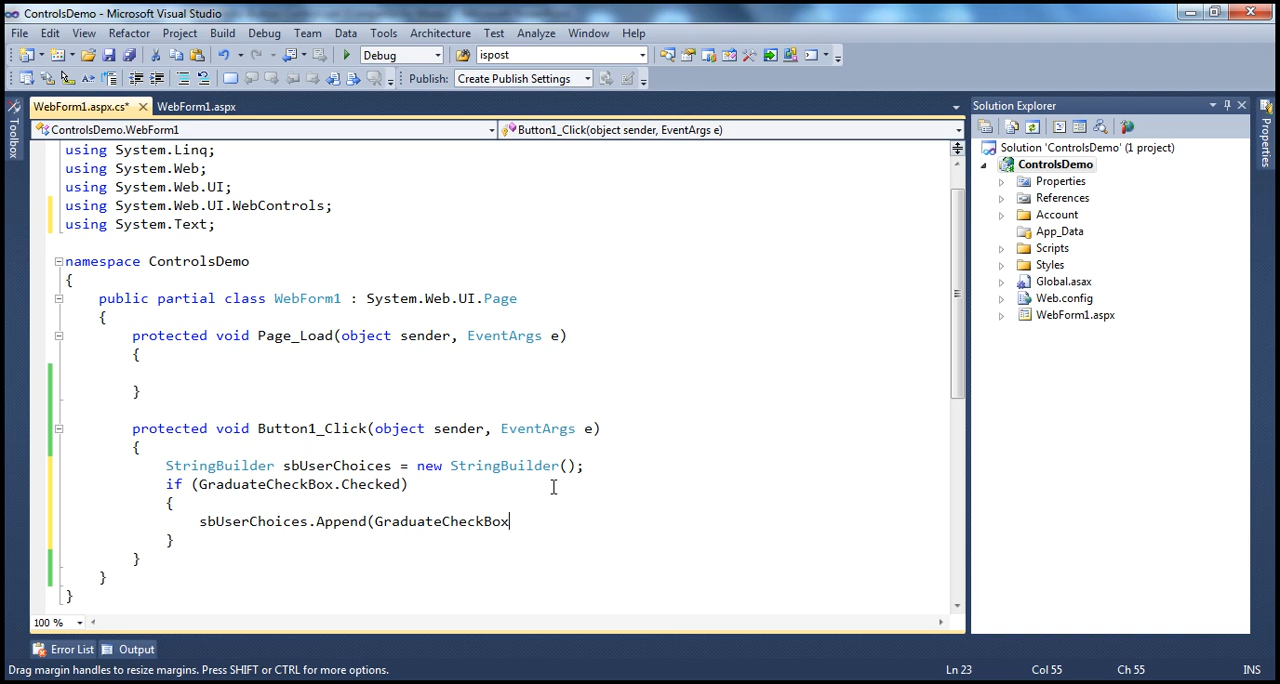 ControlsDemo - Microsoft Visual Studio
File Edit View Refactor Project Build Debug Team Data Tools Architecture Test Analyze Window Help
Debug ispost
Publish: Create Publish Settings
WebForm1.aspx.cs* WebForm1.aspx
ControlsDemo.WebForm1 Button1_Click(object sender, EventArgs e)
using System.Linq;
using System.Web;
using System.Web.UI;
using System.Web.UI.WebControls;
using System.Text;
namespace ControlsDemo
{
public partial class WebForm1 : System.Web.UI.Page
{
protected void Page_Load(object sender, EventArgs e)
{
}
protected void Button1_Click(object sender, EventArgs e)
{
StringBuilder sbUserChoices = new StringBuilder();
if (GraduateCheckBox.Checked)
{
sbUserChoices.Append(GraduateCheckBox
}
}
}
}
100 %
Toolbox
Solution Explorer
Solution 'ControlsDemo' (1 project)
ControlsDemo
Properties
References
Account
App_Data
Scripts
Styles
Global.asax
Web.config
WebForm1.aspx
Properties
Error List Output
Drag margin handles to resize margins. Press SHIFT or CTRL for more options. Ln 23 Col 55 Ch 55 INS